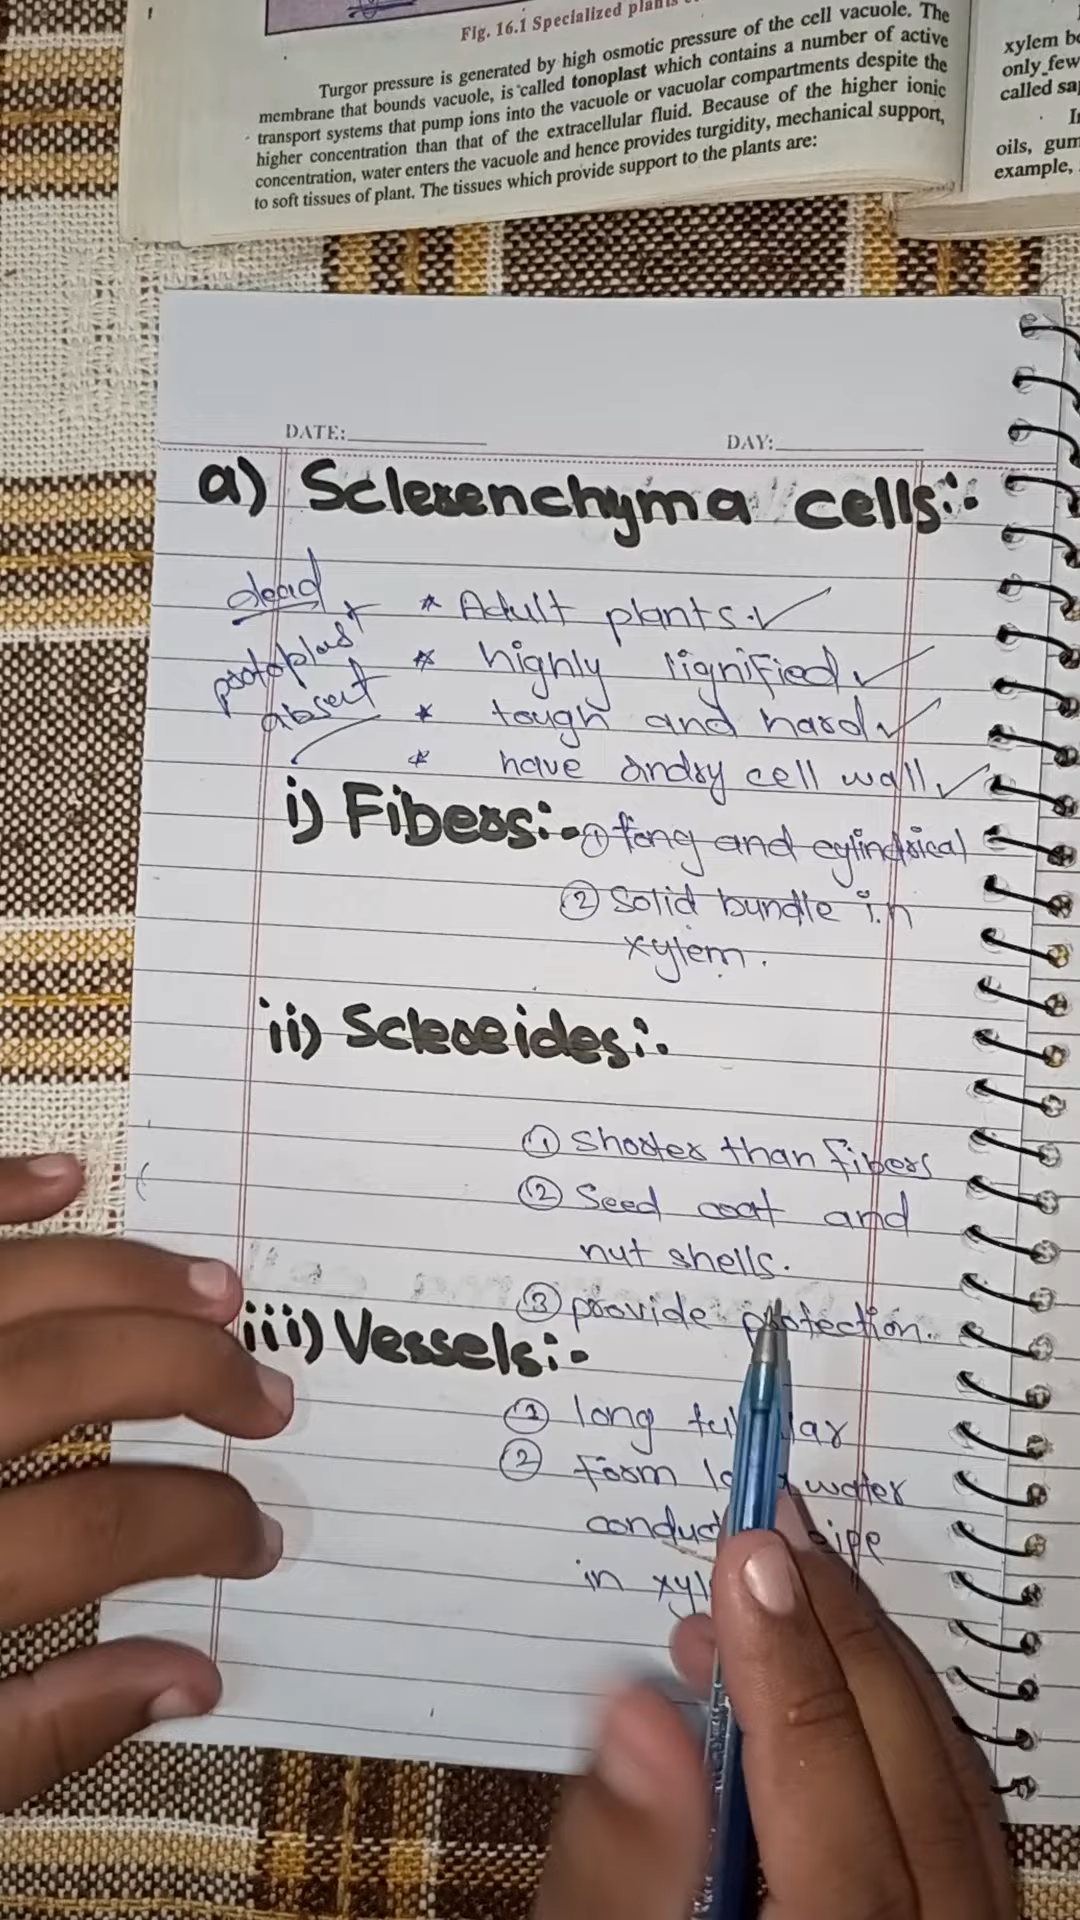 Fig. 16.1 Specialized plants
Turgor pressure is generated by high osmotic pressure of the cell vacuole. The
membrane that bounds vacuole, is called tonoplast which contains a number of active
transport systems that pump ions into the vacuole or vacuolar compartments despite the
higher concentration than that of the extracellular fluid. Because of the higher ionic
concentration, water enters the vacuole and hence provides turgidity, mechanical support,
to soft tissues of plant. The tissues which provide support to the plants are:
xylem
only few
called
oils, gum
example,
DATE:
DAY:
a) Sclerenchyma cells:-
dead
* Adult plants. ✓
protoplast
* highly lignified ✓
absent
* tough and hard ✓
* have andry cell wall ✓
i) Fibers:- ① long and cylindrical
② Solid bundle in
xylem.
ii) Sclereides:-
① Shorter than fibers
② Seed coat and
nut shells.
③ provide protection.
iii) Vessels:-
① long
② form water
pipe
in